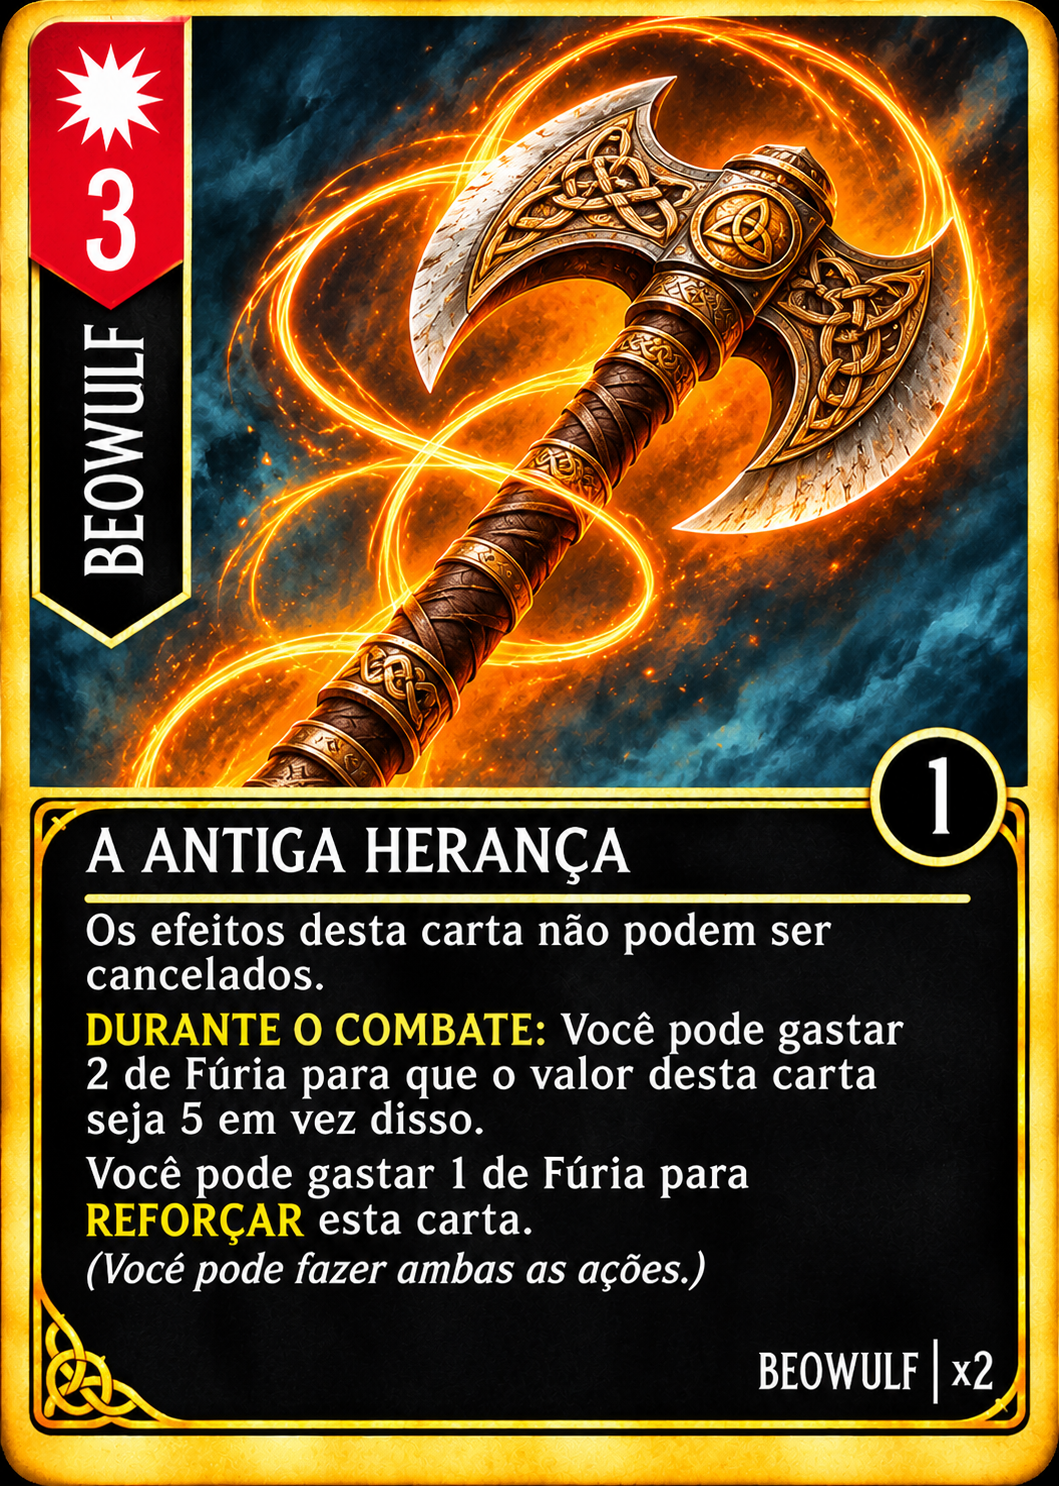 3
BEOWULF
1
A ANTIGA HERANÇA
Os efeitos desta carta não podem ser
cancelados.
DURANTE O COMBATE: Você pode gastar
2 de Fúria para que o valor desta carta
seja 5 em vez disso.
Você pode gastar 1 de Fúria para
REFORÇAR esta carta.
(Vocé pode fazer ambas as ações.)
BEOWULF | x2